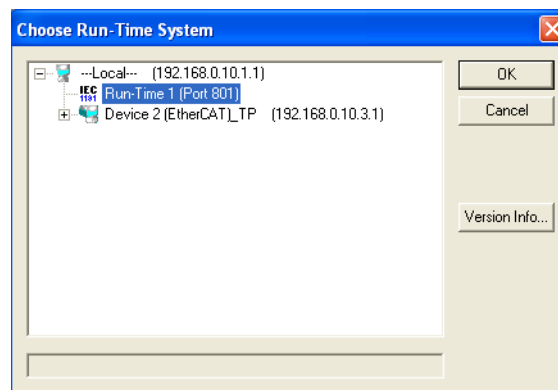 Choose Run-Time System
---Local--- (192.168.0.10.1.1)
OK
IEC
1131
Run-Time 1 (Port 801)
Device 2 (EtherCAT)_TP (192.168.0.10.3.1)
Cancel
Version Info...